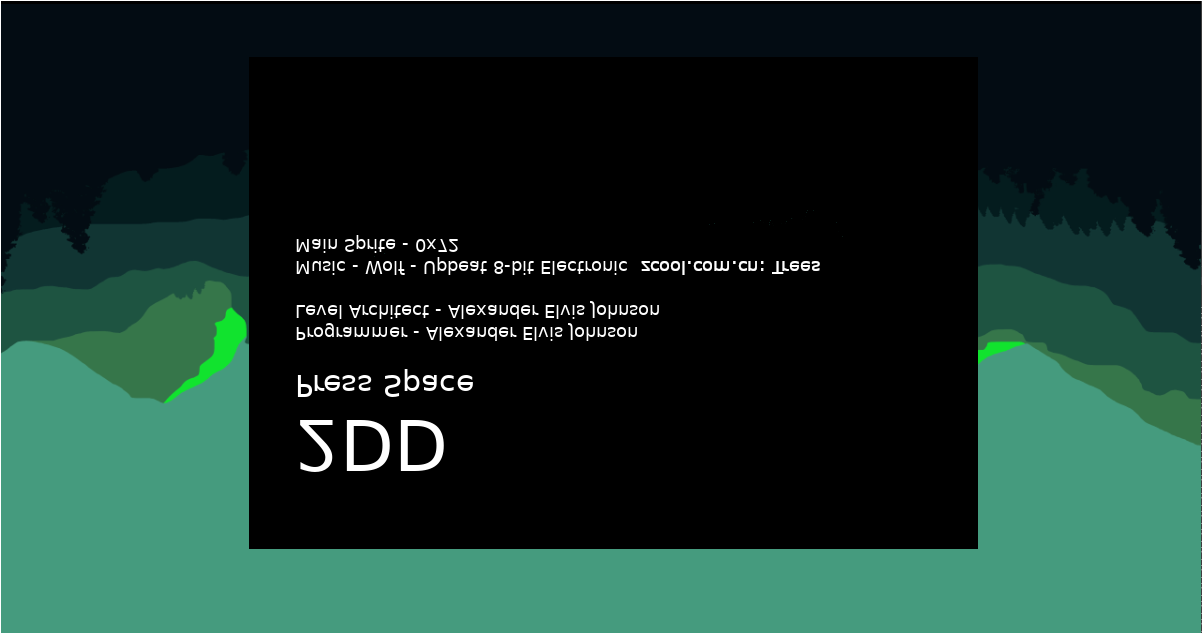 2DD
Press Space
Programmer - Alexander Elvis Johnson
Level Architect - Alexander Elvis Johnson
Music - Wolf - Upbeat 8-bit Electronic zcool.com.cn: Trees
Main Sprite - 0x72